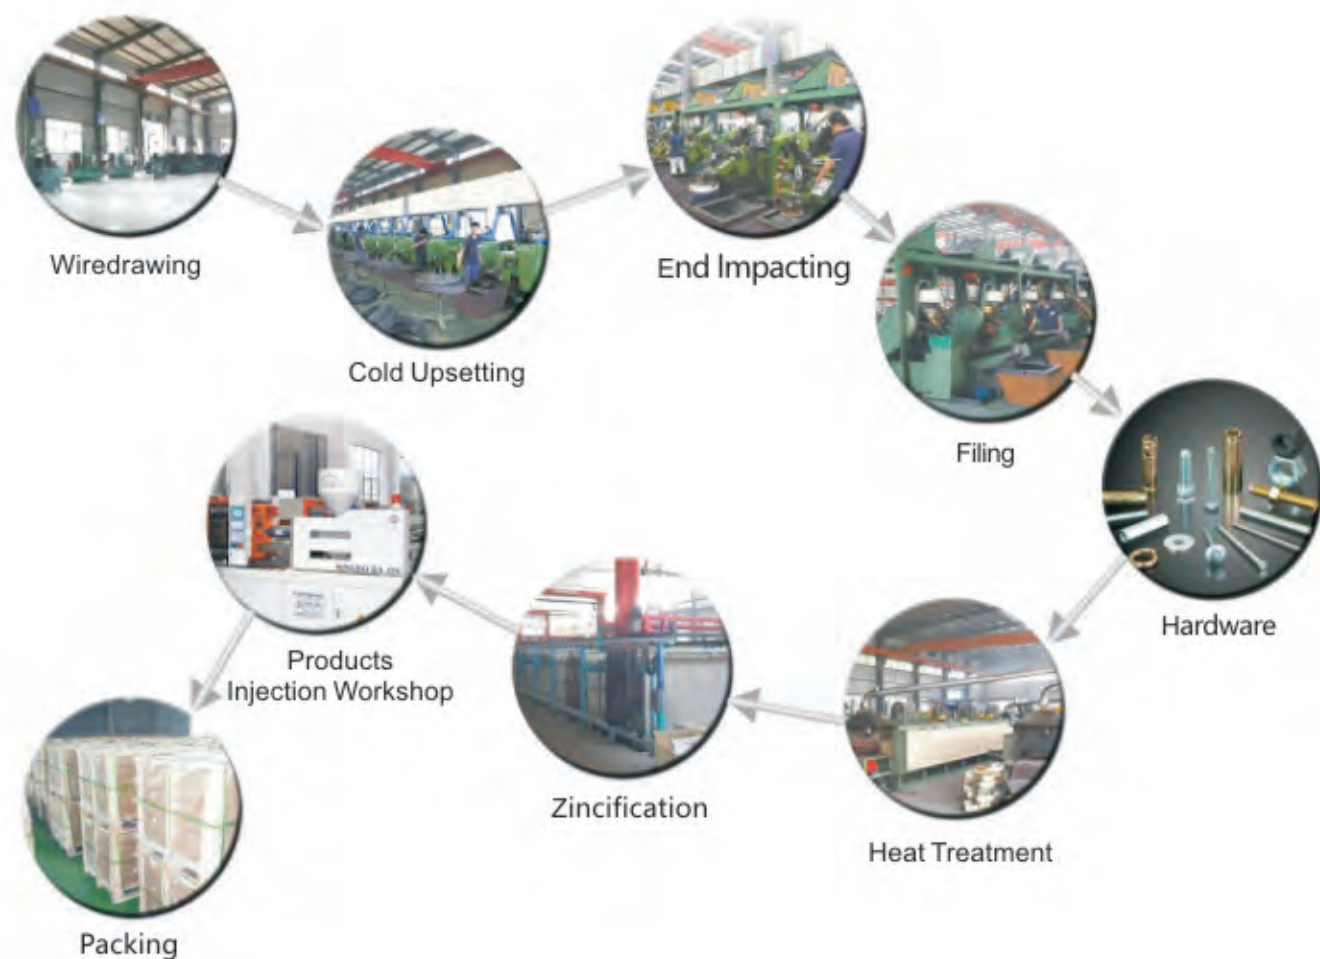 Wiredrawing
Cold Upsetting
End Impacting
Filing
Hardware
Heat Treatment
Zincification
Products
Injection Workshop
Packing